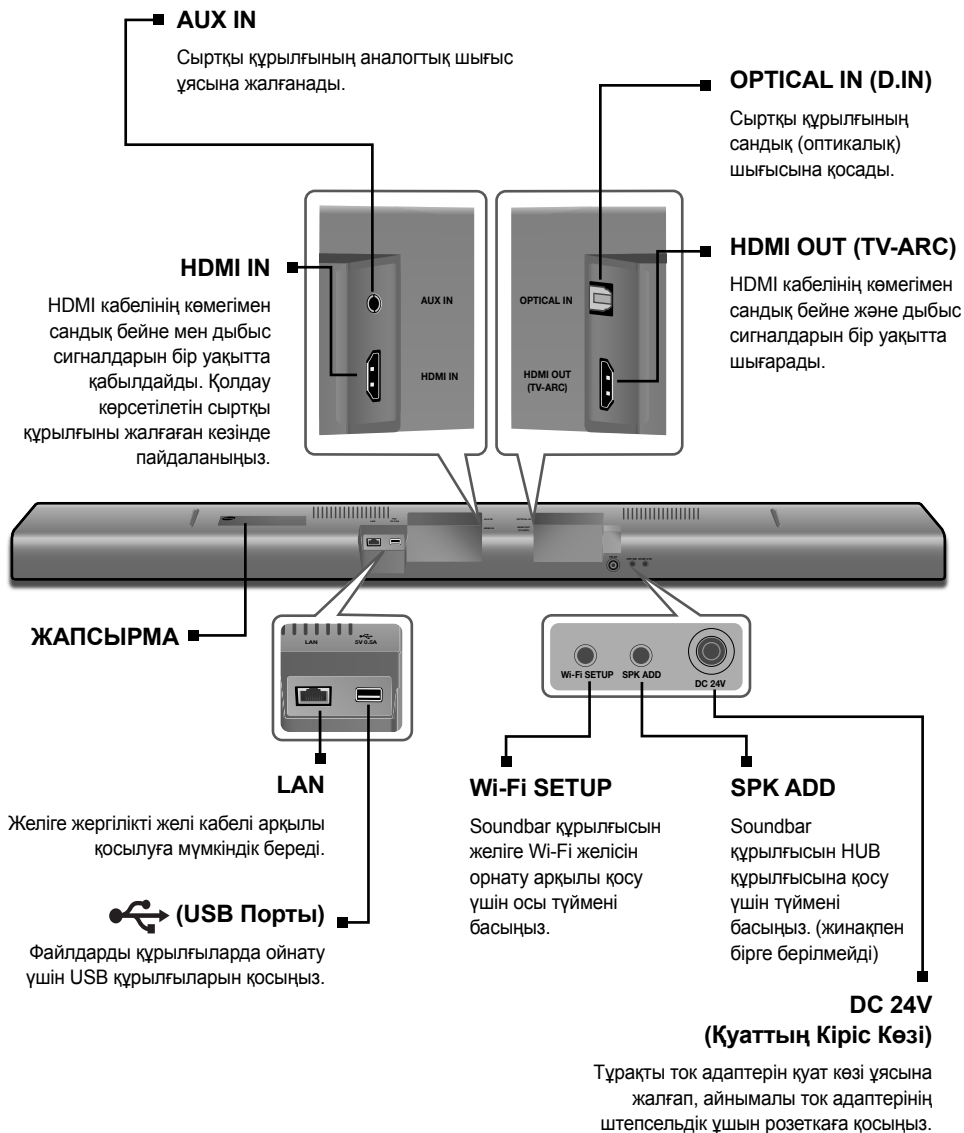 AUX IN
Сыртқы құрылғының аналогтық шығыс
ұясына жалғанады.
OPTICAL IN (D.IN)
Сыртқы құрылғының
сандық (оптикалық)
шығысына қосады.
HDMI IN
HDMI кабелінің көмегімен
сандық бейне мен дыбыс
сигналдарын бір уақытта
қабылдайды. Қолдау
көрсетілетін сыртқы
құрылғыны жалғаған кезінде
пайдаланыңыз.
AUX IN
HDMI IN
OPTICAL IN
HDMI OUT
(TV-ARC)
HDMI OUT (TV-ARC)
HDMI кабелінің көмегімен
сандық бейне және дыбыс
сигналдарын бір уақытта
шығарады.
ЖАПСЫРМА
LAN
5V 0.5A
Wi-Fi SETUP
SPK ADD
DC 24V
LAN
Желіге жергілікті желі кабелі арқылы
қосылуға мүмкіндік береді.
(USB Порты)
Файлдарды құрылғыларда ойнату
үшін USB құрылғыларын қосыңыз.
Wi-Fi SETUP
Soundbar құрылғысын
желіге Wi-Fi желісін
орнату арқылы қосу
үшін осы түймені
басыңыз.
SPK ADD
Soundbar
құрылғысын HUB
құрылғысына қосу
үшін түймені
басыңыз. (жинақпен
бірге берілмейді)
DC 24V
(Қуаттың Кіріс Көзі)
Тұрақты ток адаптерін қуат көзі ұясына
жалғап, айнымалы ток адаптерінің
штепсельдік ұшын розеткаға қосыңыз.